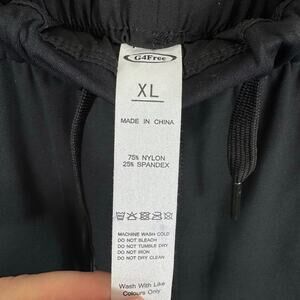 G4Free
XL
MADE IN CHINA
75% NYLON
25% SPANDEX
MACHINE WASH COLD
DO NOT BLEACH
DO NOT TUMBLE DRY
DO NOT IRON
DO NOT DRY CLEAN
Wash With Like
Colours Only